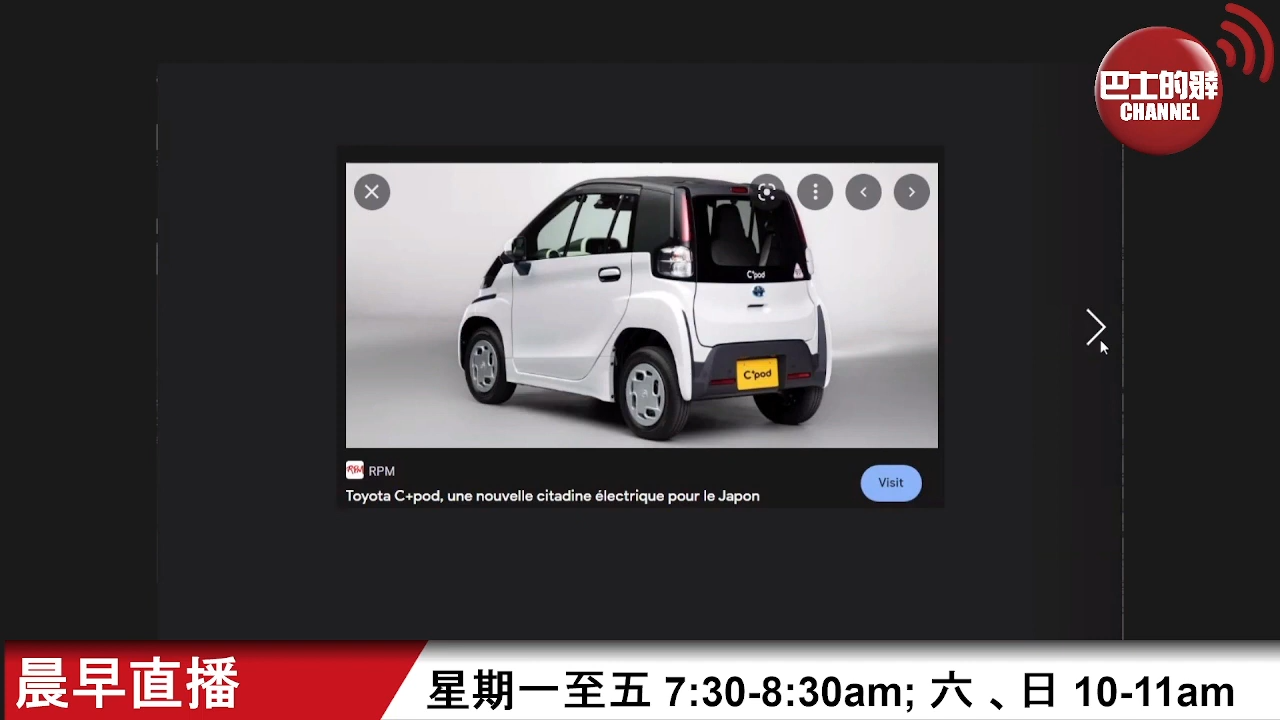 巴士的報
CHANNEL
C+pod
C+pod
RPM RPM
Toyota C+pod, une nouvelle citadine électrique pour le Japon
Visit
晨早直播
星期一至五 7:30-8:30am; 六、日 10-11am